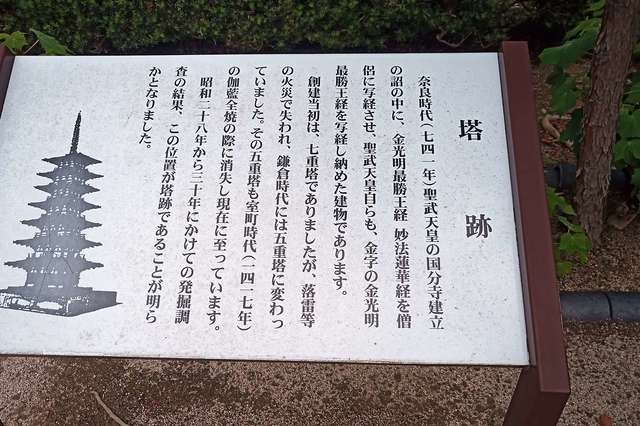 塔跡
奈良時代(七四一年)聖武天皇の国分寺建立
の詔の中に、金光明最勝王経 妙法蓮華経を僧
侶に写経させ、聖武天皇自らも、金字の金光明
最勝王経を写経し納めた建物であります。
創建当初は、七重塔でありましたが、落雷等
の火災で失われ、鎌倉時代には五重塔に変わっ
ていました。その五重塔も室町時代(一四一七年)
の伽藍全焼の際に消失し現在に至っています。
昭和二十八年から三十年にかけての発掘調
査の結果、この位置が塔跡であることが明ら
かとなりました。